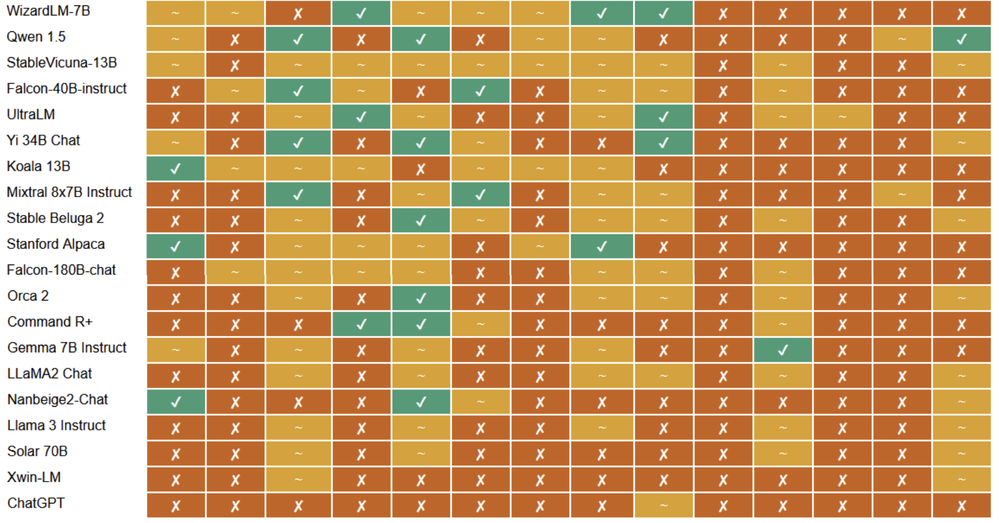 WizardLM-7B ~ ~ ✗ ✓ ~ ~ ~ ✓ ✓ ✗ ✗ ✗ ✗ ✗
Qwen 1.5 ~ ✗ ✓ ✗ ✓ ✗ ~ ~ ✗ ✗ ✗ ✗ ~ ✓
StableVicuna-13B ~ ✗ ~ ~ ~ ~ ~ ~ ~ ✗ ~ ✗ ✗ ~
Falcon-40B-instruct ✗ ~ ✓ ~ ✗ ✓ ✗ ~ ~ ✗ ~ ✗ ✗ ✗
UltraLM ✗ ✗ ~ ✓ ~ ✗ ✗ ~ ✓ ✗ ~ ~ ✗ ✗
Yi 34B Chat ~ ✗ ✓ ✗ ✓ ~ ✗ ✗ ✓ ✗ ✗ ✗ ✗ ~
Koala 13B ✓ ~ ~ ~ ✗ ~ ~ ~ ✗ ✗ ✗ ✗ ✗ ✗
Mixtral 8x7B Instruct ✗ ✗ ✓ ✗ ~ ✓ ✗ ~ ~ ✗ ✗ ✗ ~ ✗
Stable Beluga 2 ✗ ✗ ~ ✗ ✓ ~ ✗ ~ ~ ✗ ~ ✗ ✗ ~
Stanford Alpaca ✓ ✗ ~ ~ ~ ✗ ~ ✓ ✗ ✗ ✗ ✗ ✗ ✗
Falcon-180B-chat ✗ ~ ~ ~ ~ ✗ ✗ ~ ~ ✗ ~ ✗ ✗ ✗
Orca 2 ✗ ✗ ~ ✗ ✓ ✗ ✗ ~ ~ ✗ ~ ✗ ✗ ~
Command R+ ✗ ✗ ✗ ✓ ✓ ~ ✗ ✗ ✗ ✗ ~ ✗ ✗ ✗
Gemma 7B Instruct ~ ✗ ~ ✗ ~ ✗ ✗ ~ ✗ ✗ ✓ ✗ ✗ ✗
LLaMA2 Chat ✗ ✗ ~ ✗ ~ ✗ ✗ ~ ~ ✗ ~ ✗ ✗ ~
Nanbeige2-Chat ✓ ✗ ✗ ✗ ✓ ~ ✗ ✗ ✗ ✗ ✗ ✗ ✗ ~
Llama 3 Instruct ✗ ✗ ~ ✗ ~ ✗ ✗ ~ ✗ ✗ ~ ✗ ✗ ~
Solar 70B ✗ ✗ ~ ✗ ~ ✗ ✗ ✗ ✗ ✗ ~ ✗ ✗ ~
Xwin-LM ✗ ✗ ~ ✗ ✗ ✗ ✗ ✗ ✗ ✗ ✗ ✗ ✗ ~
ChatGPT ✗ ✗ ✗ ✗ ✗ ✗ ✗ ✗ ~ ✗ ✗ ✗ ✗ ✗